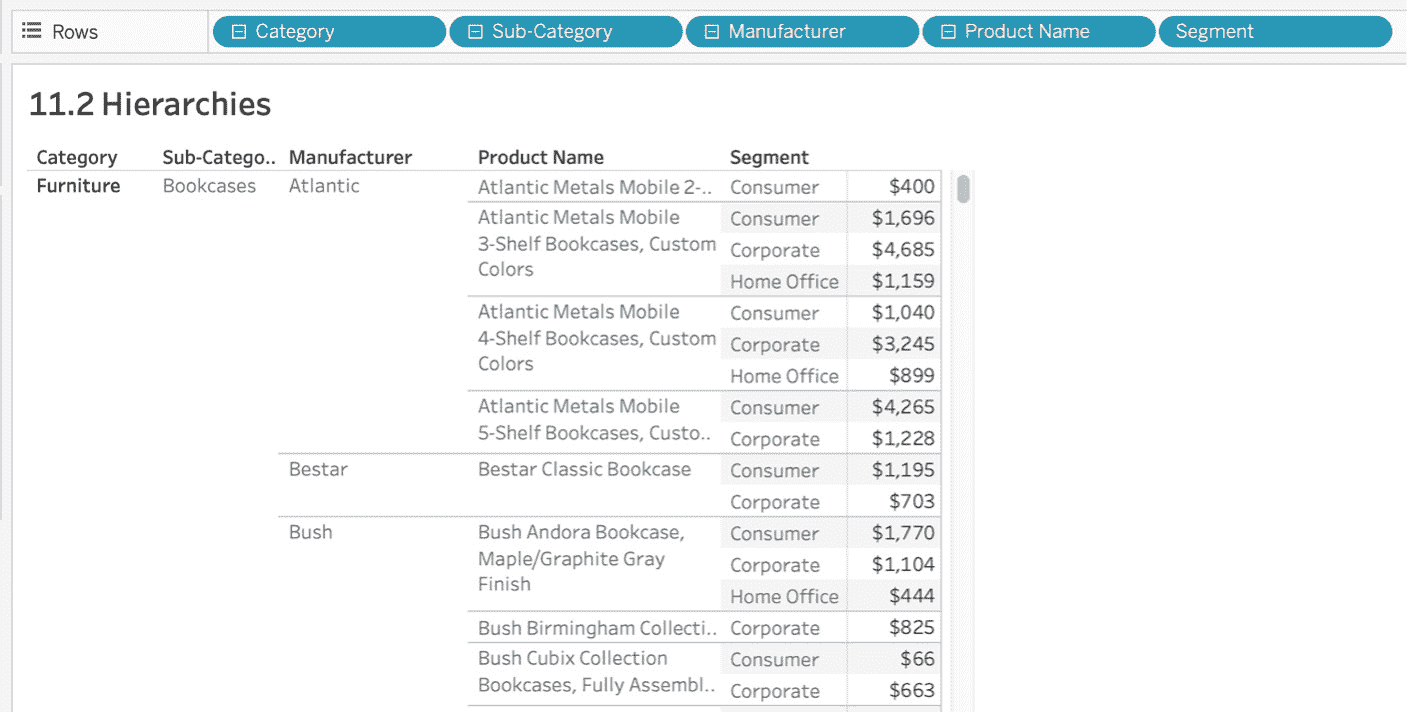 Rows Category Sub-Category Manufacturer Product Name Segment
11.2 Hierarchies
Category Sub-Catego.. Manufacturer Product Name Segment
Furniture Bookcases Atlantic Atlantic Metals Mobile 2-.. Consumer $400
Atlantic Metals Mobile Consumer $1,696
3-Shelf Bookcases, Custom Corporate $4,685
Colors Home Office $1,159
Atlantic Metals Mobile Consumer $1,040
4-Shelf Bookcases, Custom Corporate $3,245
Colors Home Office $899
Atlantic Metals Mobile Consumer $4,265
5-Shelf Bookcases, Custo.. Corporate $1,228
Bestar Bestar Classic Bookcase Consumer $1,195
Corporate $703
Bush Bush Andora Bookcase, Consumer $1,770
Maple/Graphite Gray Corporate $1,104
Finish Home Office $444
Bush Birmingham Collecti.. Corporate $825
Bush Cubix Collection Consumer $66
Bookcases, Fully Assembl.. Corporate $663